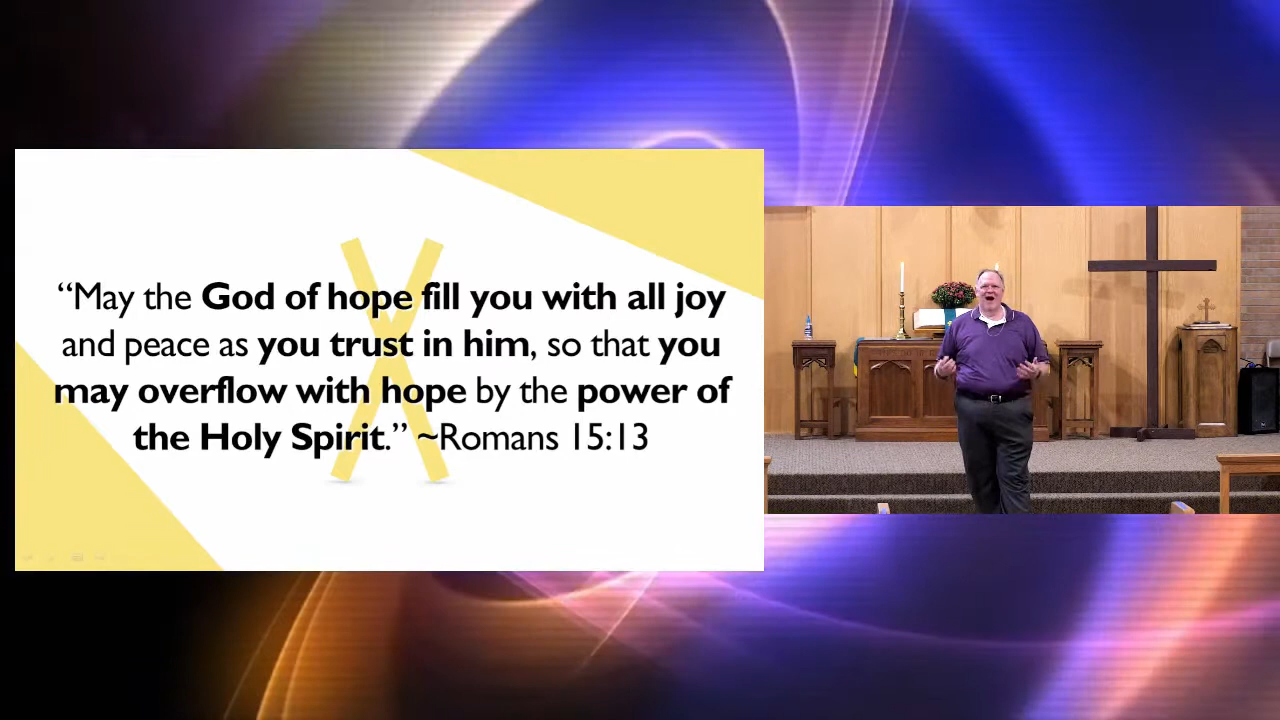 “May the God of hope fill you with all joy
and peace as you trust in him, so that you
may overflow with hope by the power of
the Holy Spirit.” ~Romans 15:13